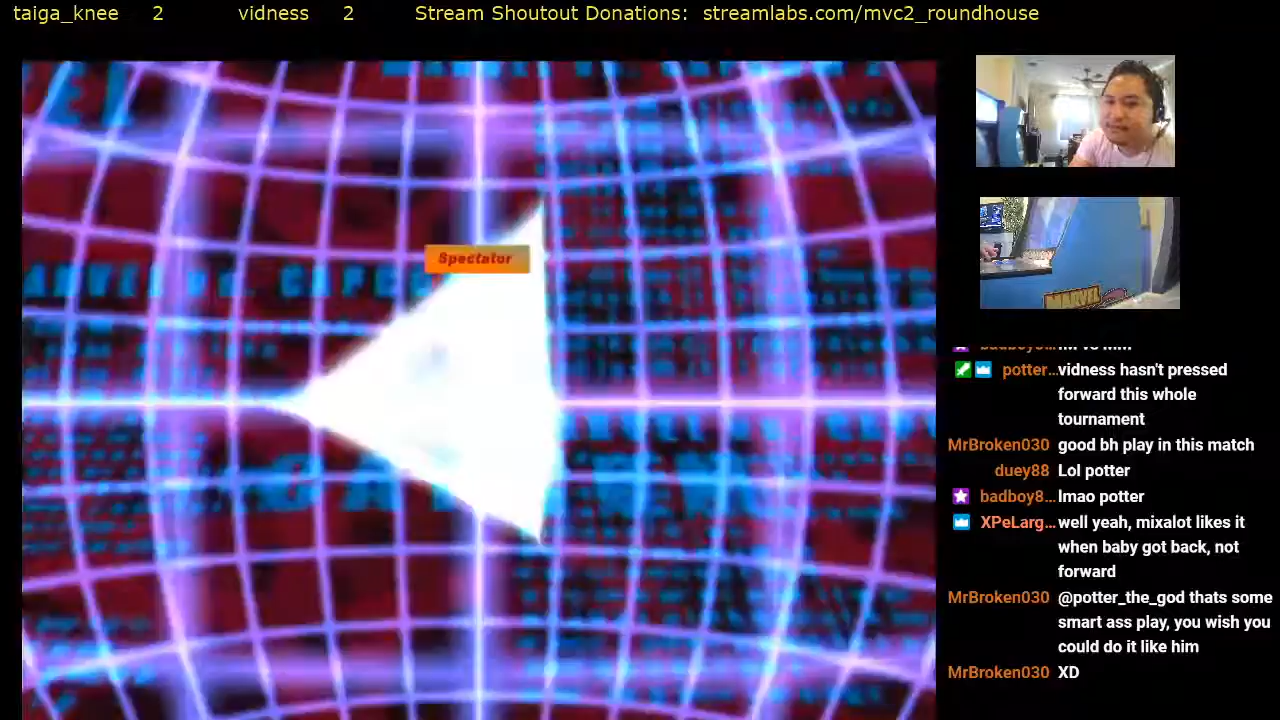 taiga_knee 2 vidness 2 Stream Shoutout Donations: streamlabs.com/mvc2_roundhouse
Spectator
potter... vidness hasn't pressed
forward this whole
tournament
MrBroken030 good bh play in this match
duey88 Lol potter
badboy8... lmao potter
XPeLarg... well yeah, mixalot likes it
when baby got back, not
forward
MrBroken030 @potter_the_god thats some
smart ass play, you wish you
could do it like him
MrBroken030 XD
MARVEL